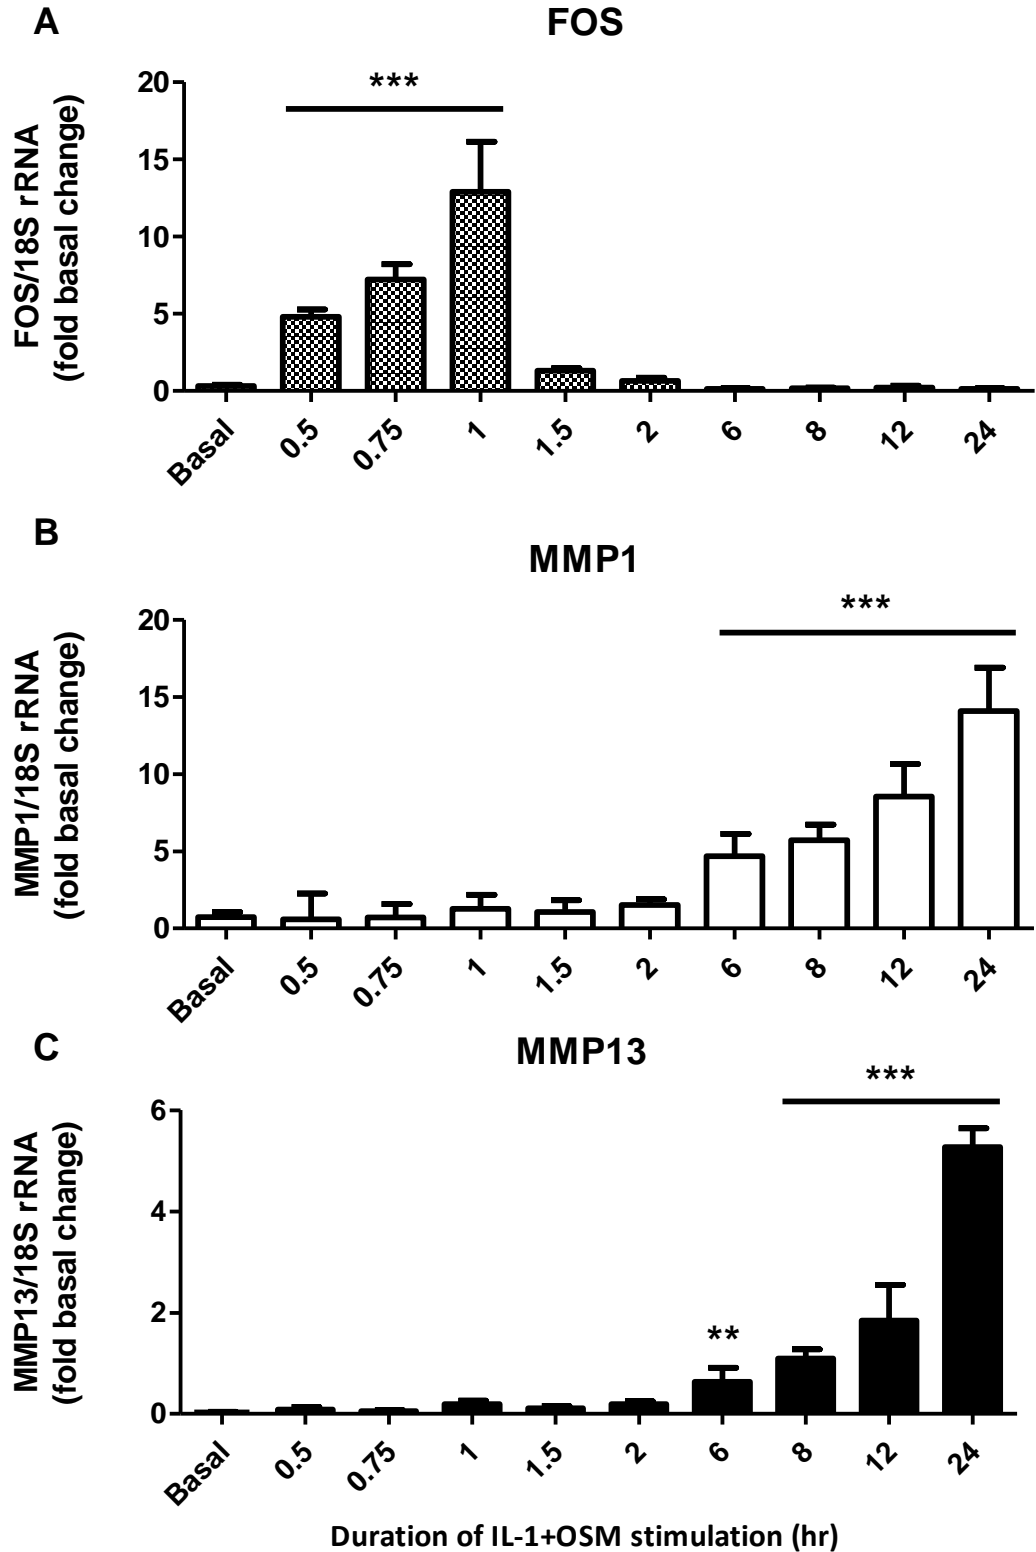 A
FOS
***
FOS/18S rRNA
(fold basal change)
20
15
10
5
0
Basal 0.5 0.75 1 1.5 2 6 8 12 24
B
MMP1
***
MMP1/18S rRNA
(fold basal change)
20
15
10
5
0
Basal 0.5 0.75 1 1.5 2 6 8 12 24
C
MMP13
***
MMP13/18S rRNA
(fold basal change)
6
4
2
0
**
Basal 0.5 0.75 1 1.5 2 6 8 12 24
Duration of IL-1+OSM stimulation (hr)